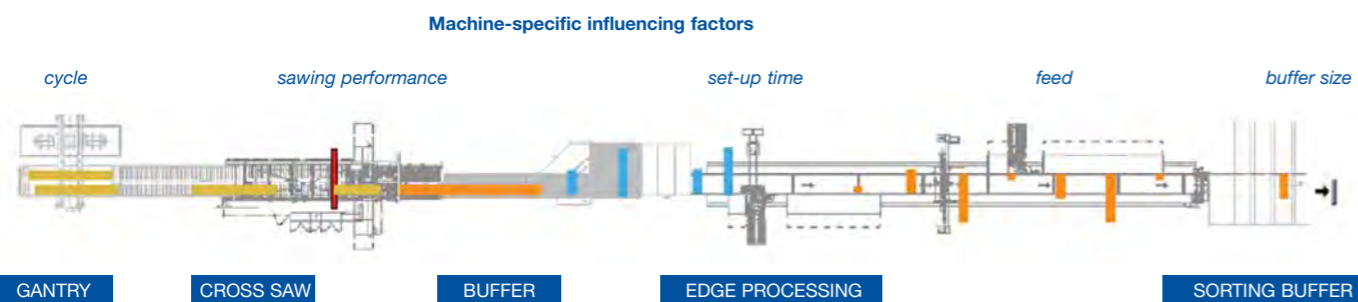 Machine-specific influencing factors
cycle sawing performance set-up time feed buffer size
GANTRY CROSS SAW BUFFER EDGE PROCESSING SORTING BUFFER